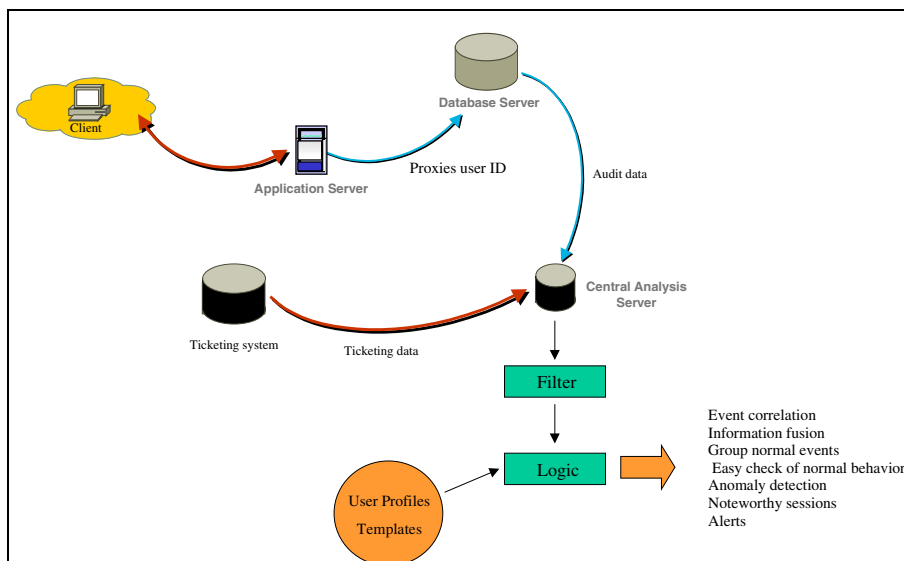 Client
Database Server
Application Server
Proxies user ID
Audit data
Central Analysis
Server
Ticketing system
Ticketing data
Filter
Logic
User Profiles
Templates
Event correlation
Information fusion
Group normal events
Easy check of normal behavior
Anomaly detection
Noteworthy sessions
Alerts